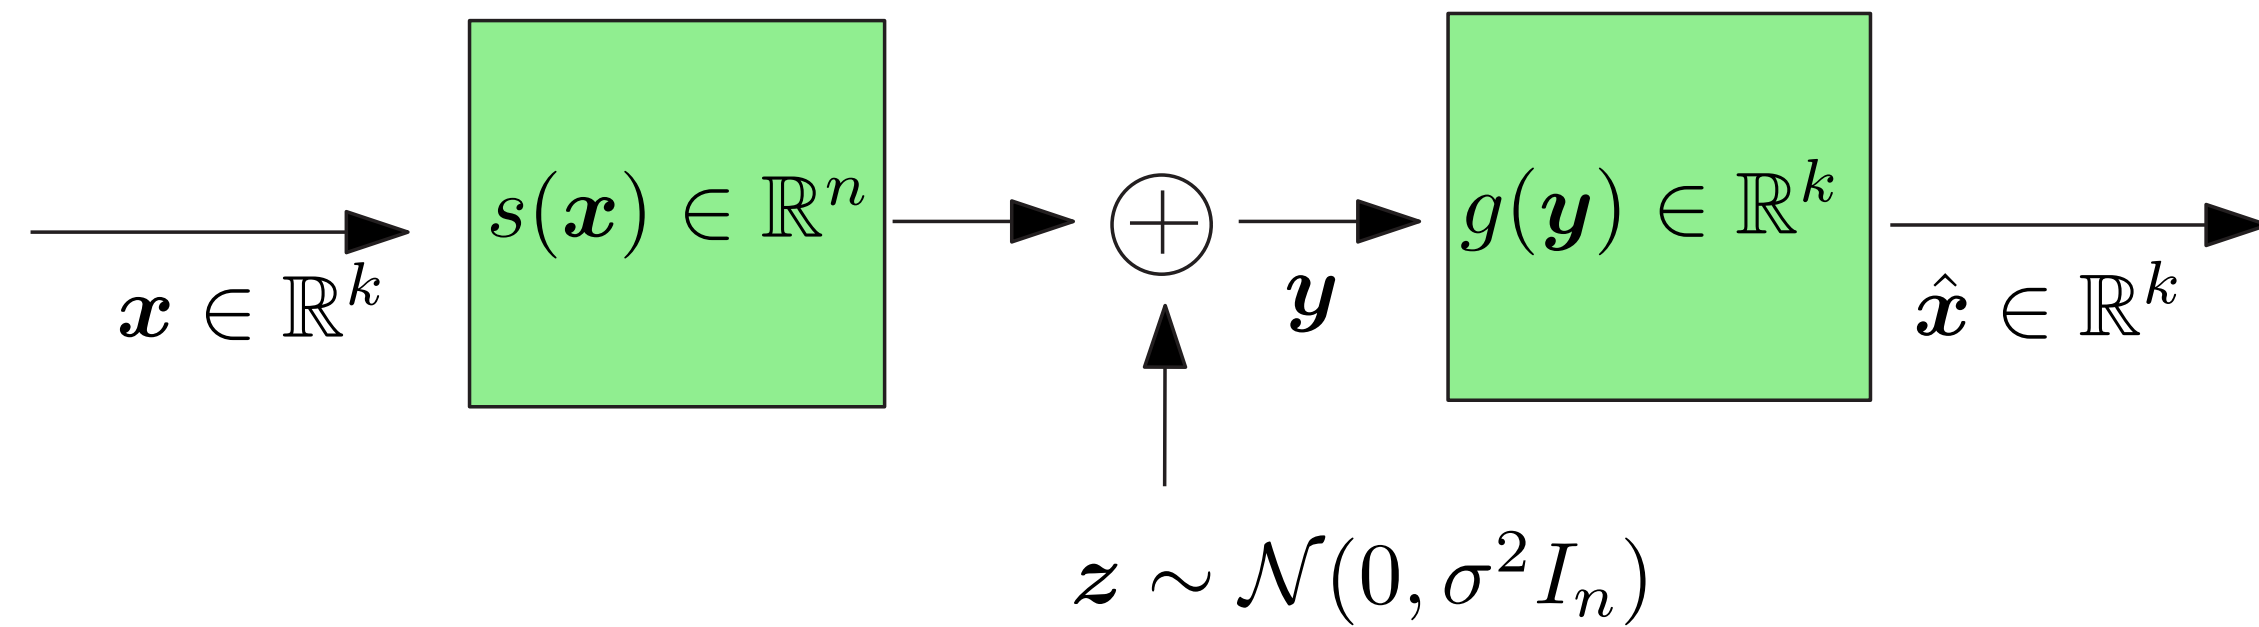 𝒙 ∈ ℝᵏ
s(𝒙) ∈ ℝⁿ
+
𝒚
g(𝒚) ∈ ℝᵏ
𝒙̂ ∈ ℝᵏ
𝒛 ∼ 𝒩(0, σ²Iₙ)